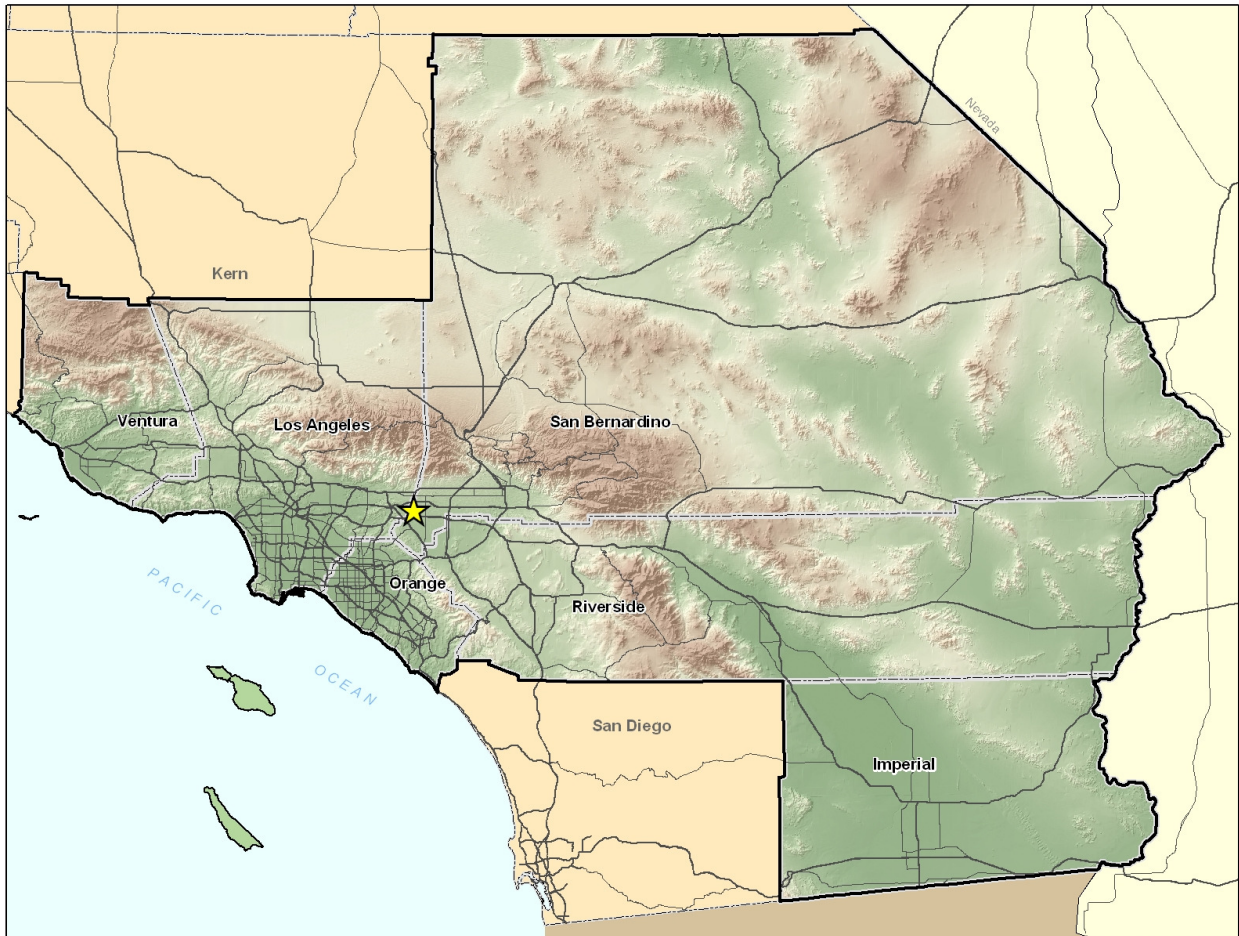 Nevada
Kern
Ventura
Los Angeles
San Bernardino
PACIFIC
OCEAN
Orange
Riverside
San Diego
Imperial